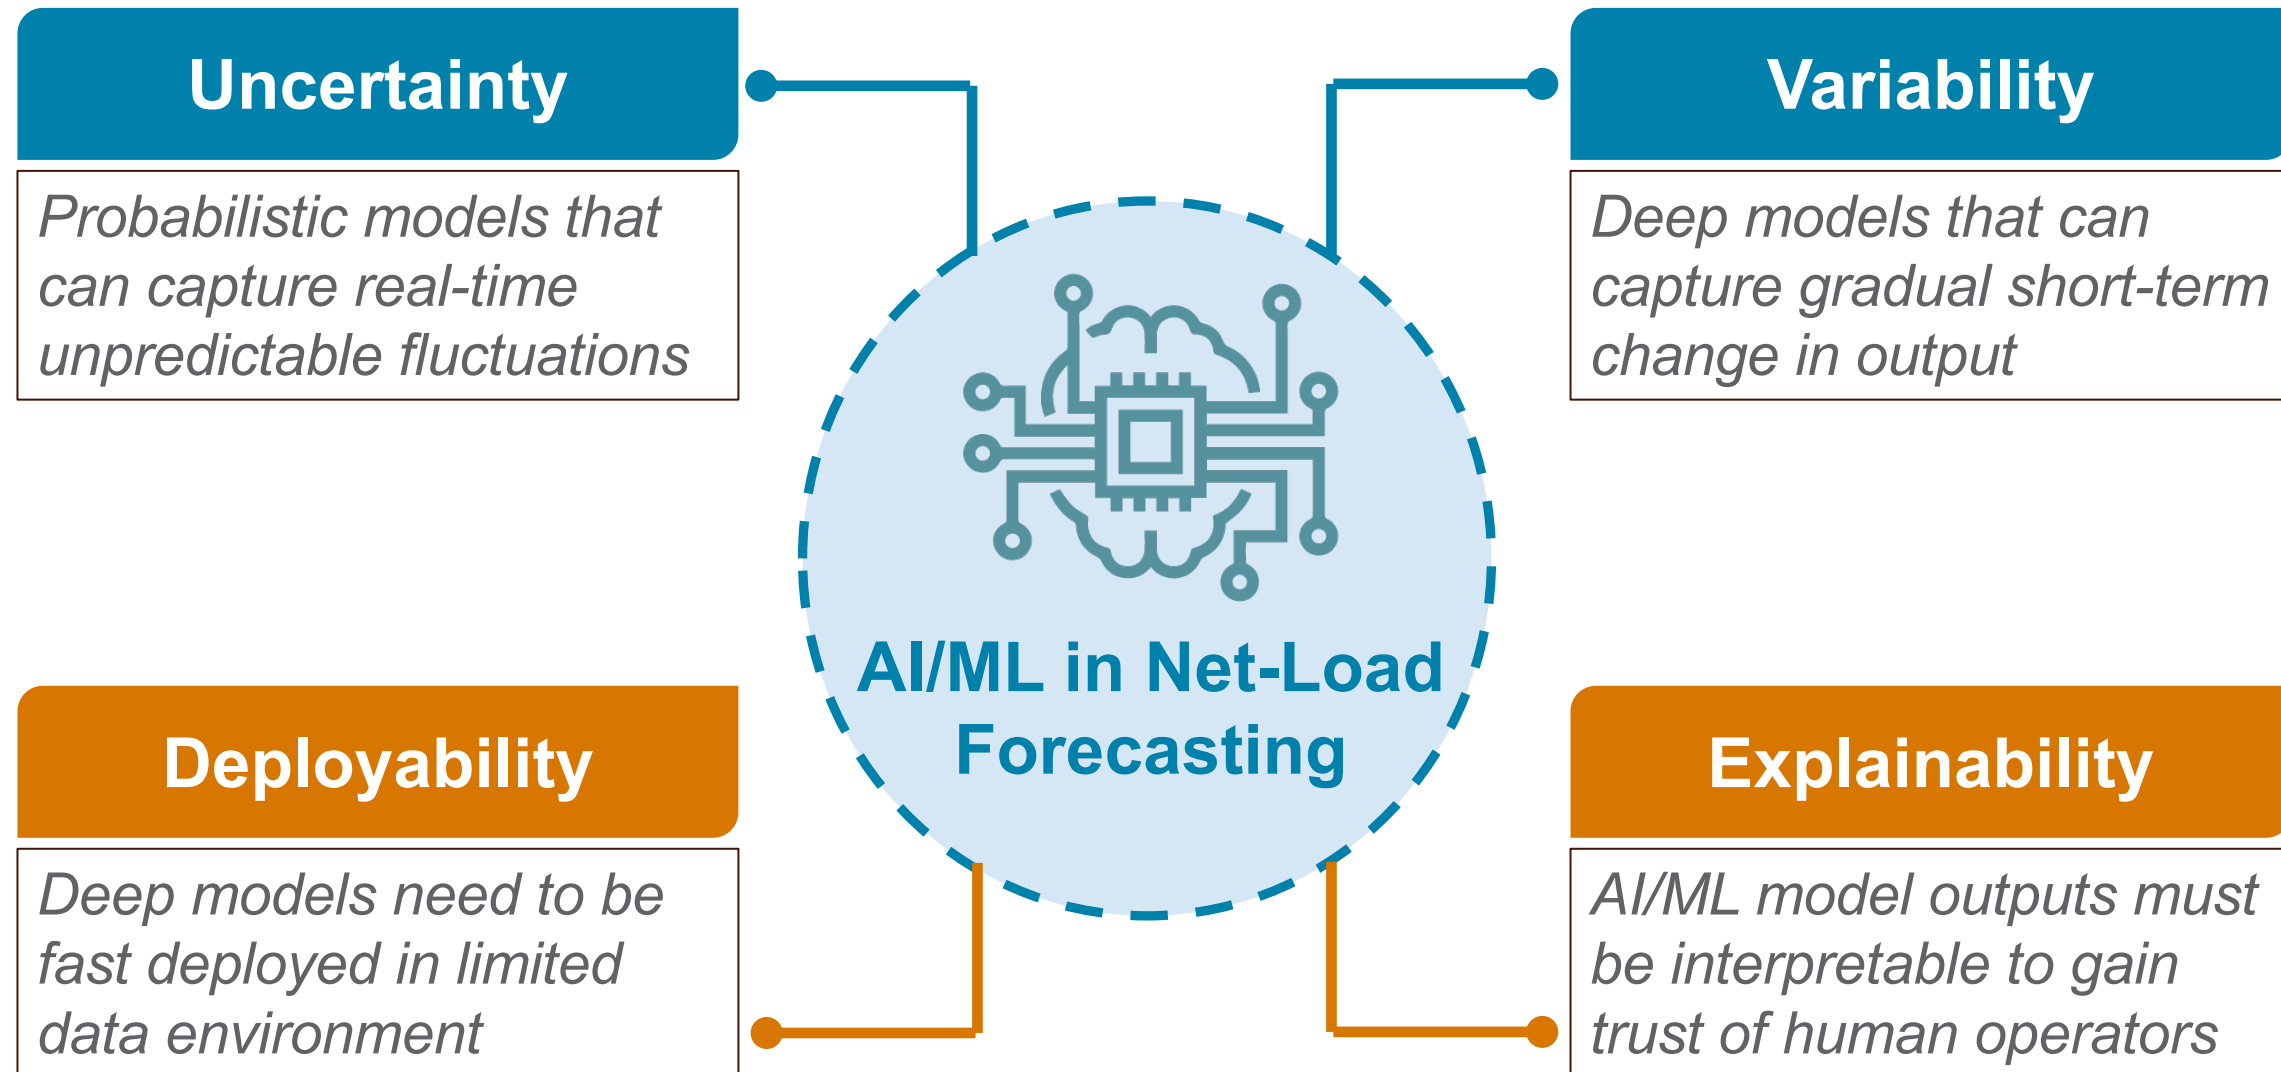 Uncertainty
Probabilistic models that
can capture real-time
unpredictable fluctuations
Variability
Deep models that can
capture gradual short-term
change in output
AI/ML in Net-Load
Forecasting
Deployability
Deep models need to be
fast deployed in limited
data environment
Explainability
AI/ML model outputs must
be interpretable to gain
trust of human operators